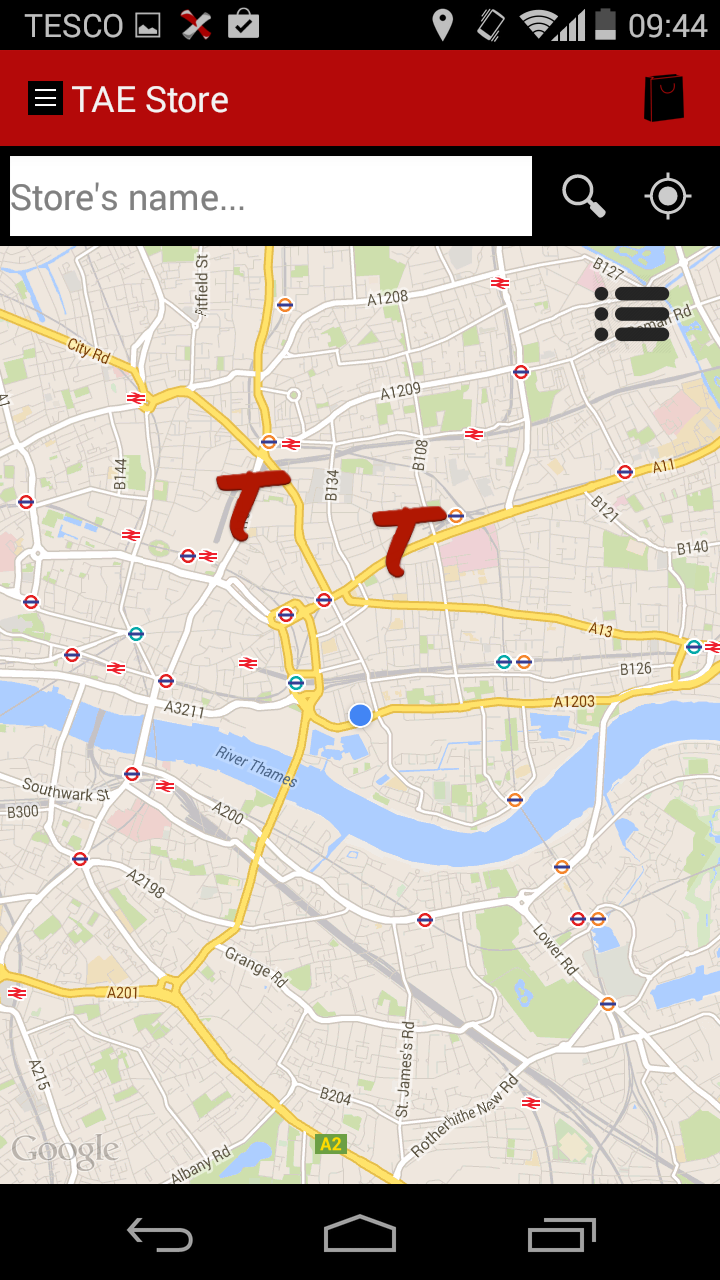 TESCO 09:44
TAE Store
Store's name...
B127
A1208
City Rd
A1209
B108
B144
B134
A11
B121
B140
A13
B126
A1203
A3211
River Thames
Southwark St
B300
A200
A2198
Lower Rd
Grange Rd
A201
St. James's Rd
A215
B204
Rotherhithe New Rd
A2
Albany Rd
Google
T
T